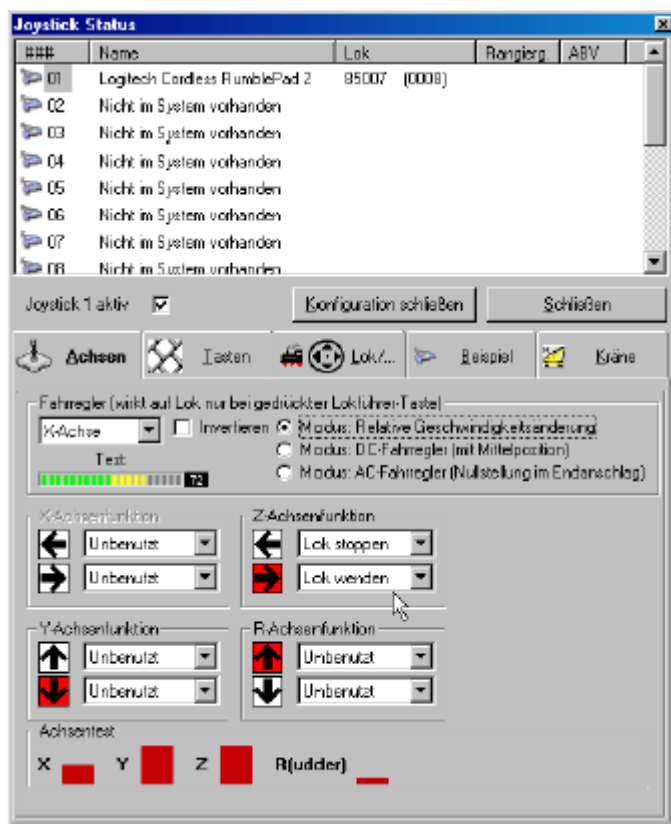 Joystick Status
### Name Lok Rangierg. ABV
01 Logitech Cordless RumblePad 2 85007 (0008)
02 Nicht im System vorhanden
03 Nicht im System vorhanden
04 Nicht im System vorhanden
05 Nicht im System vorhanden
06 Nicht im System vorhanden
07 Nicht im System vorhanden
08 Nicht im System vorhanden
Joystick 1 aktiv Konfiguration schließen Schließen
Achsen Tasten Lok/... Beispiel Kräne
Fahrregler (wirkt auf Lok nur bei gedrückter Lokführer-Taste)
X-Achse Invertieren Modus: Relative Geschwindigkeitsänderung
Modus: DC-Fahrregler (mit Mittelposition)
Test Modus: AC-Fahrregler (Nullstellung im Endanschlag)
72
X-Achsenfunktion Z-Achsenfunktion
Unbenutzt Lok stoppen
Unbenutzt Lok wenden
Y-Achsenfunktion R-Achsenfunktion
Unbenutzt Unbenutzt
Unbenutzt Unbenutzt
Achsentest
X Y Z R(udder)